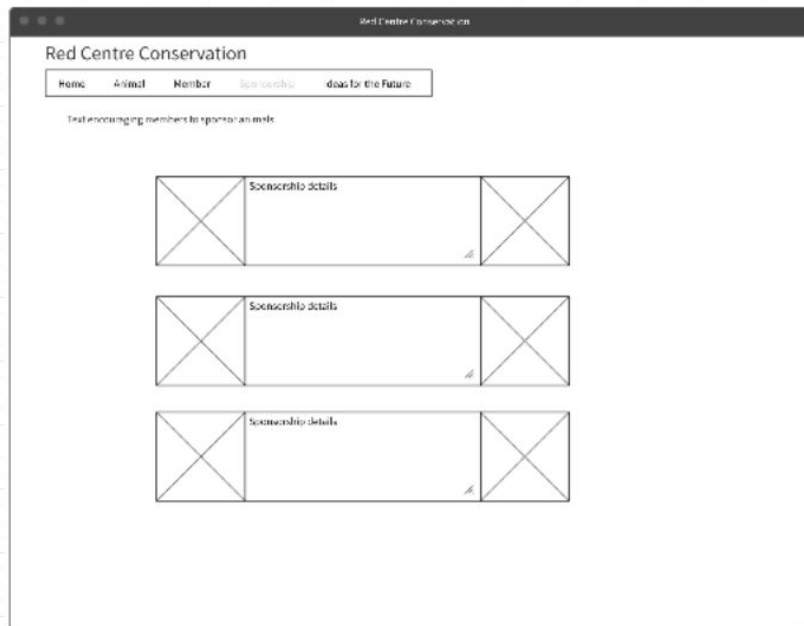 Red Centre Conservation
Red Centre Conservation
Home Animal Member Sponsorship Ideas for the Future
Text encouraging members to sponsor animals
Sponsorship details
Sponsorship details
Sponsorship details